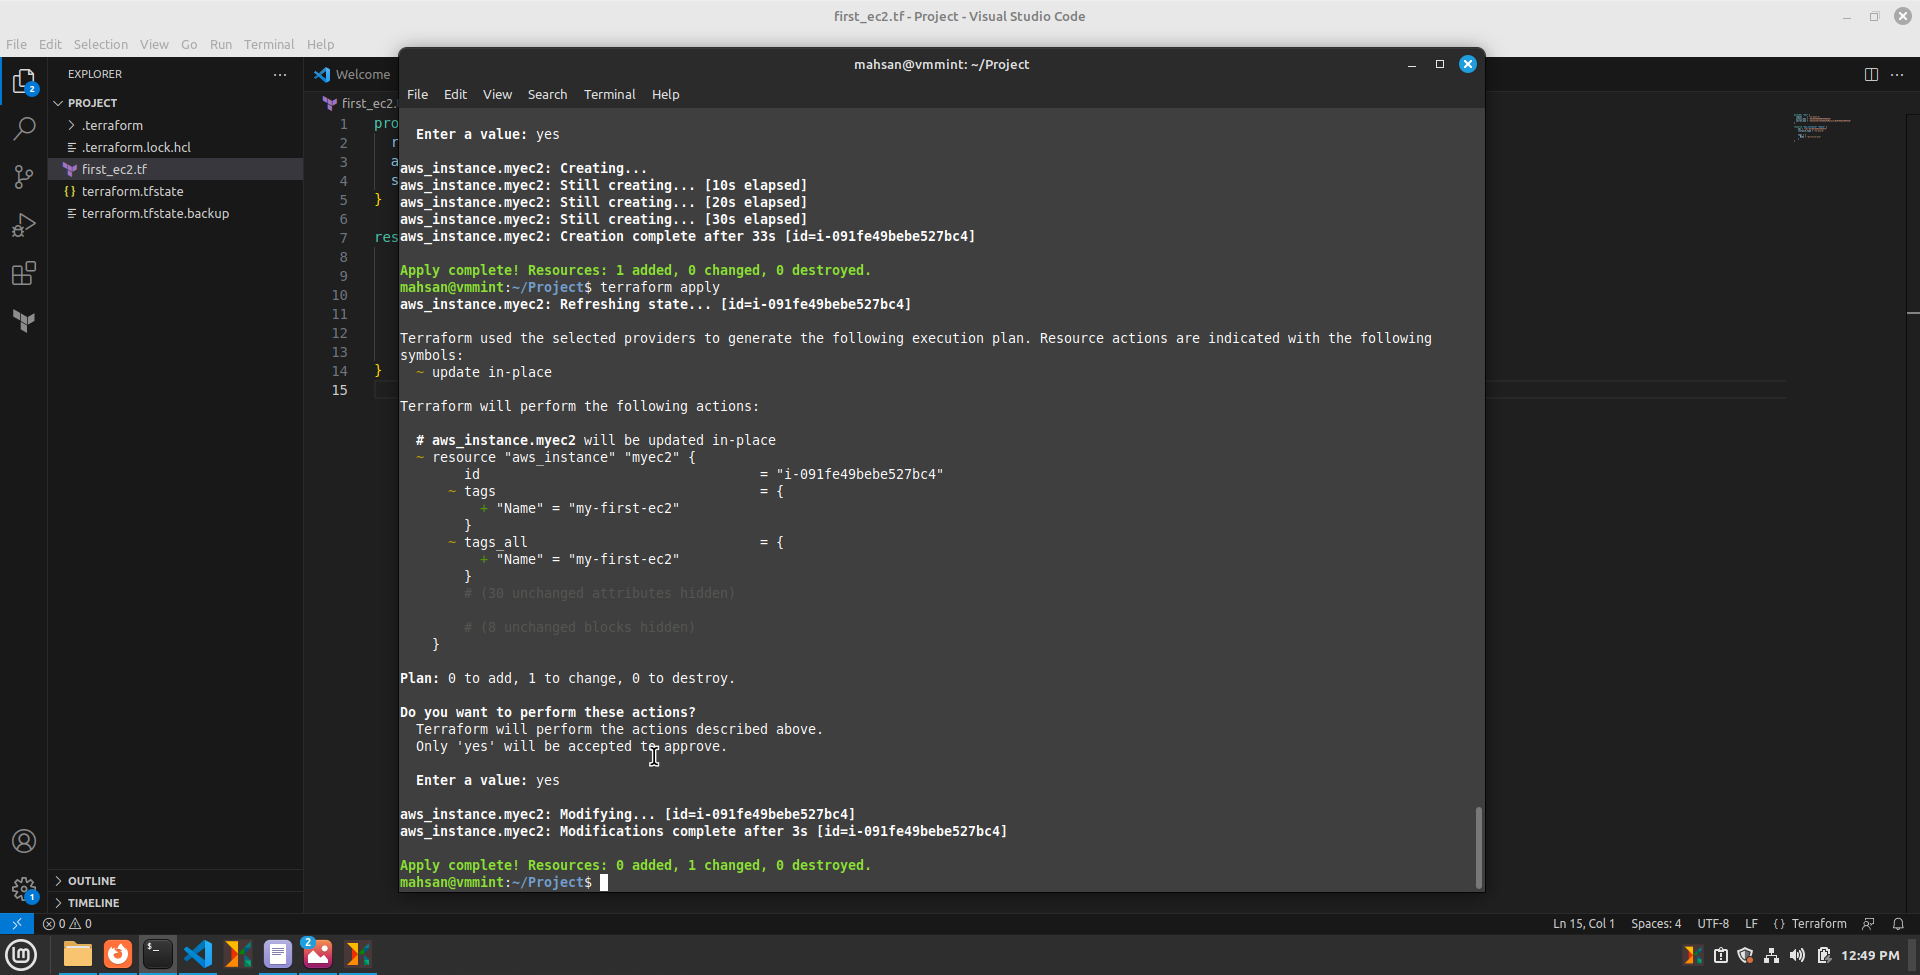 first_ec2.tf - Project - Visual Studio Code
File Edit Selection View Go Run Terminal Help
EXPLORER
PROJECT
.terraform
.terraform.lock.hcl
first_ec2.tf
terraform.tfstate
terraform.tfstate.backup
OUTLINE
TIMELINE
2
1
Welcome
first_ec2.
1 pro
2 r
3 a
4 s
5 }
6
7 res
8
9
10
11
12
13
14 }
15
mahsan@vmmint: ~/Project
File Edit View Search Terminal Help
Enter a value: yes
aws_instance.myec2: Creating...
aws_instance.myec2: Still creating... [10s elapsed]
aws_instance.myec2: Still creating... [20s elapsed]
aws_instance.myec2: Still creating... [30s elapsed]
aws_instance.myec2: Creation complete after 33s [id=i-091fe49bebe527bc4]
Apply complete! Resources: 1 added, 0 changed, 0 destroyed.
mahsan@vmmint:~/Project$ terraform apply
aws_instance.myec2: Refreshing state... [id=i-091fe49bebe527bc4]
Terraform used the selected providers to generate the following execution plan. Resource actions are indicated with the following
symbols:
~ update in-place
Terraform will perform the following actions:
# aws_instance.myec2 will be updated in-place
~ resource "aws_instance" "myec2" {
id = "i-091fe49bebe527bc4"
~ tags = {
+ "Name" = "my-first-ec2"
}
~ tags_all = {
+ "Name" = "my-first-ec2"
}
# (30 unchanged attributes hidden)
# (8 unchanged blocks hidden)
}
Plan: 0 to add, 1 to change, 0 to destroy.
Do you want to perform these actions?
Terraform will perform the actions described above.
Only 'yes' will be accepted to approve.
Enter a value: yes
aws_instance.myec2: Modifying... [id=i-091fe49bebe527bc4]
aws_instance.myec2: Modifications complete after 3s [id=i-091fe49bebe527bc4]
Apply complete! Resources: 0 added, 1 changed, 0 destroyed.
mahsan@vmmint:~/Project$
0 0 Ln 15, Col 1 Spaces: 4 UTF-8 LF {} Terraform
2
12:49 PM